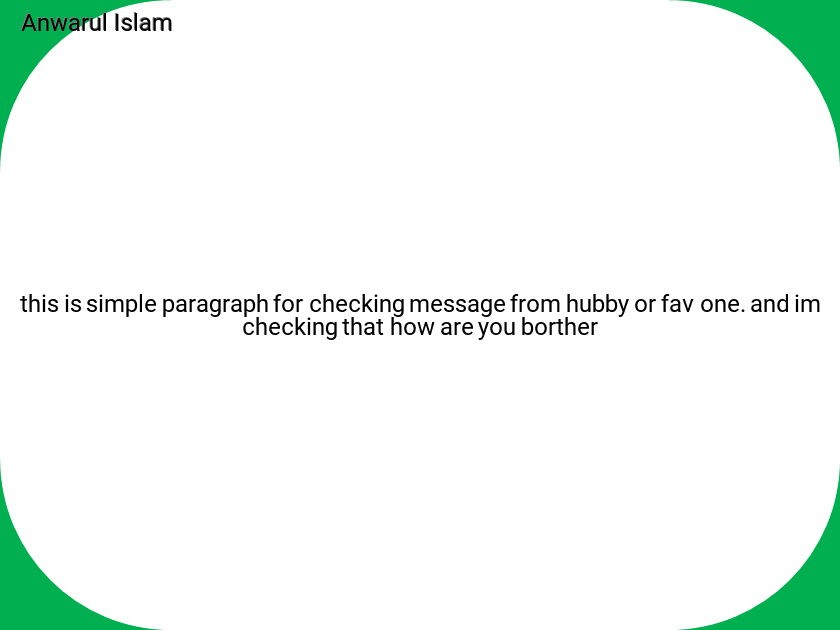 Anwarul Islam
this is simple paragraph for checking message from hubby or fav one. and im
checking that how are you borther